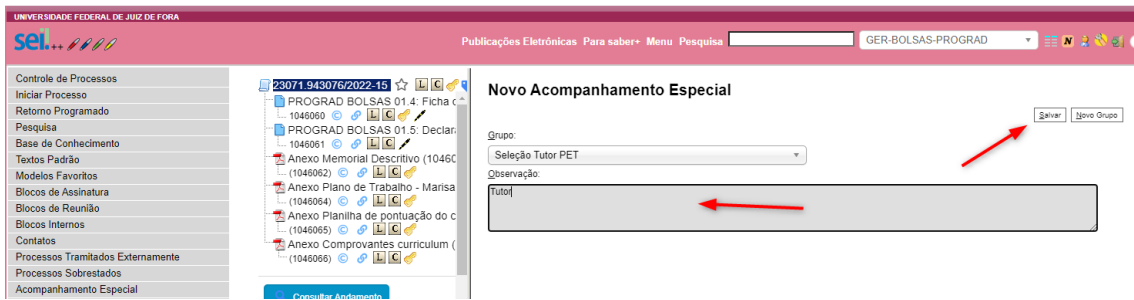 UNIVERSIDADE FEDERAL DE JUIZ DE FORA
sei. ++
Publicações Eletrônicas Para saber+ Menu Pesquisa GER-BOLSAS-PROGRAD N
Controle de Processos
Iniciar Processo
Retorno Programado
Pesquisa
Base de Conhecimento
Textos Padrão
Modelos Favoritos
Blocos de Assinatura
Blocos de Reunião
Blocos Internos
Contatos
Processos Tramitados Externamente
Processos Sobrestados
Acompanhamento Especial
23071.943076/2022-15 L C
PROGRAD BOLSAS 01.4: Ficha
1046060 © L C
PROGRAD BOLSAS 01.5: Declar
1046061 © L C
Anexo Memorial Descritivo (1046
(1046062) © L C
Anexo Plano de Trabalho - Marisa
(1046064) © L C
Anexo Planilha de pontuação do c
(1046065) © L C
Anexo Comprovantes curriculum (
(1046066) © L C
Consultar Andamento
Novo Acompanhamento Especial
Salvar Novo Grupo
Grupo:
Seleção Tutor PET
Observação:
Tutor